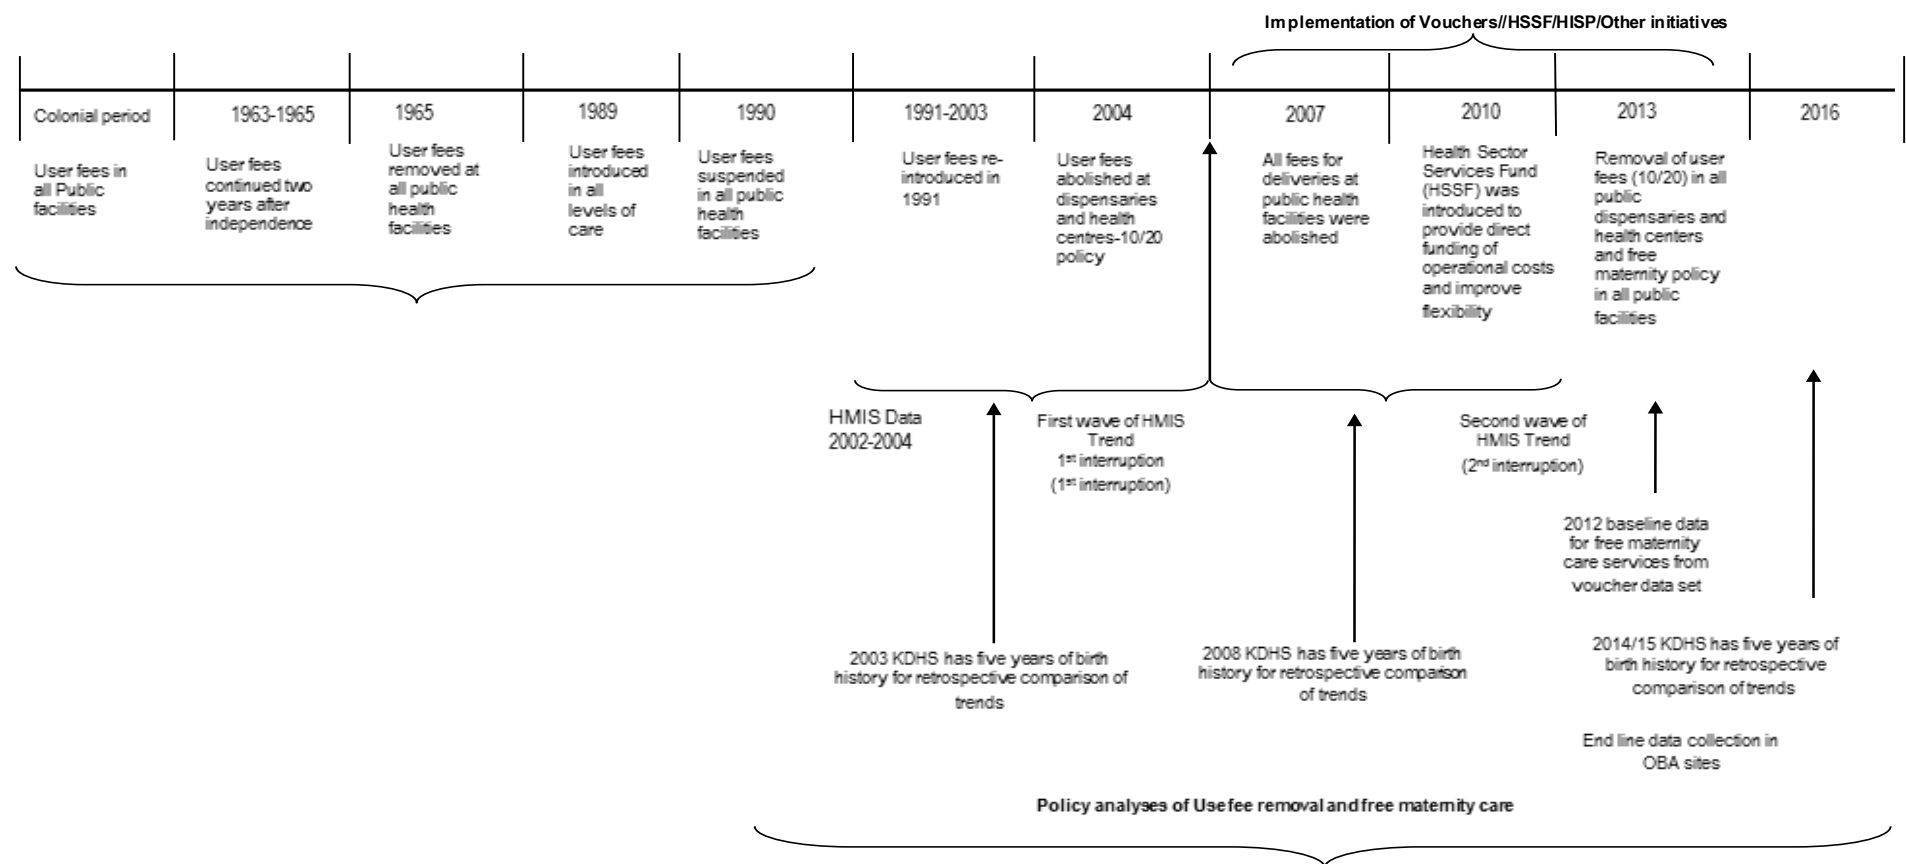 Implementation of Vouchers//HSSF/HISP/Other initiatives
Colonial period
1963-1965
1965
1989
1990
1991-2003
2004
2007
2010
2013
2016
User fees in
all Public
facilities
User fees
continued two
years after
independence
User fees
removed at
all public
health
facilities
User fees
introduced
in all
levels of
care
User fees
suspended
in all public
health
facilities
User fees re-
introduced in
1991
User fees
abolished at
dispensaries
and health
centres-10/20
policy
All fees for
deliveries at
public health
facilities were
abolished
Health Sector
Services Fund
(HSSF) was
introduced to
provide direct
funding of
operational costs
and improve
flexibility
Removal of user
fees (10/20) in all
public
dispensaries and
health centers
and free
maternity policy
in all public
facilities
HMIS Data
2002-2004
First wave of HMIS
Trend
1st interruption
(1st interruption)
Second wave of
HMIS Trend
(2nd interruption)
2012 baseline data
for free maternity
care services from
voucher data set
2003 KDHS has five years of birth
history for retrospective comparison of
trends
2008 KDHS has five years of birth
history for retrospective comparison
of trends
2014/15 KDHS has five years of
birth history for retrospective
comparison of trends
End line data collection in
OBA sites
Policy analyses of Use fee removal and free maternity care